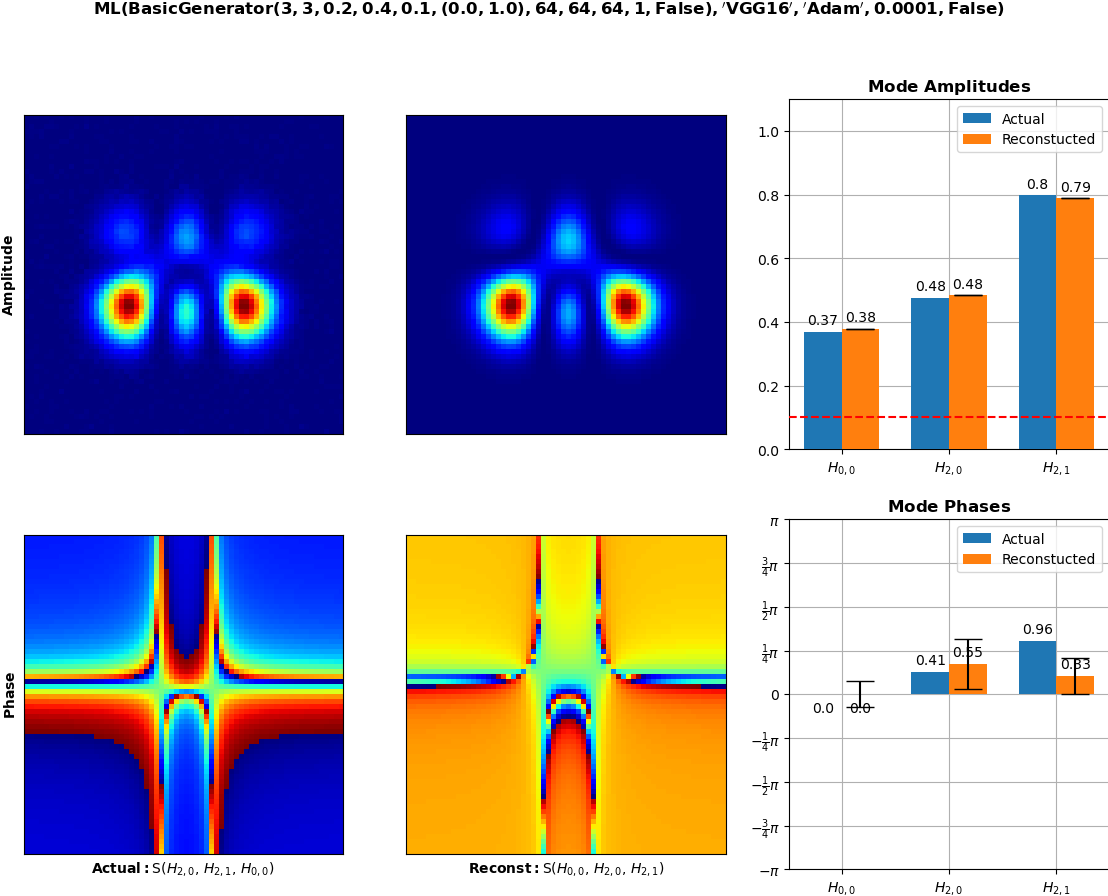 ML(BasicGenerator(3, 3, 0.2, 0.4, 0.1, (0.0, 1.0), 64, 64, 64, 1, False), ′VGG16′, ′Adam′, 0.0001, False)
Amplitude
Mode Amplitudes
Actual
Reconstucted
1.0
0.8
0.6
0.4
0.2
0.0
0.37
0.38
0.48
0.48
0.8
0.79
H₀,₀
H₂,₀
H₂,₁
Phase
Actual: S(H₂,₀, H₂,₁, H₀,₀)
Reconst: S(H₀,₀, H₂,₀, H₂,₁)
Mode Phases
Actual
Reconstucted
π
3/4π
1/2π
1/4π
0
−1/4π
−1/2π
−3/4π
−π
0.0
0.0
0.41
0.55
0.96
0.33
H₀,₀
H₂,₀
H₂,₁